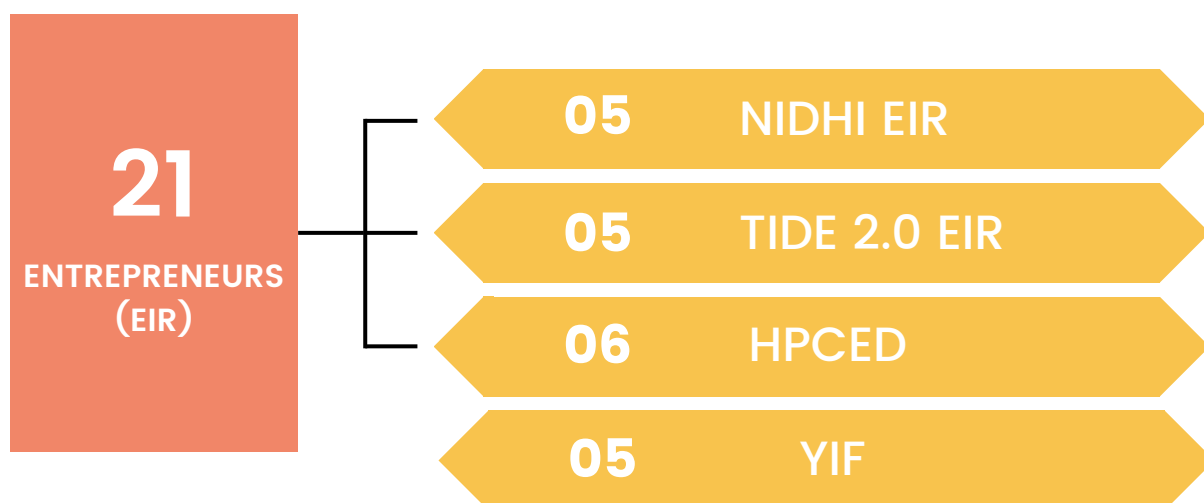 21
ENTREPRENEURS
(EIR)
05 NIDHI EIR
05 TIDE 2.0 EIR
06 HPCED
05 YIF